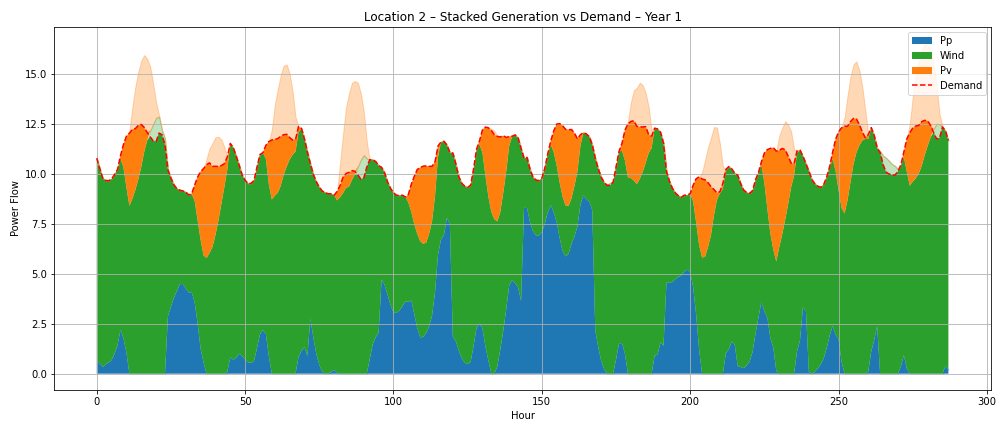 Location 2 – Stacked Generation vs Demand – Year 1
Power Flow
15.0
12.5
10.0
7.5
5.0
2.5
0.0
Pp
Wind
Pv
Demand
0
50
100
150
200
250
300
Hour